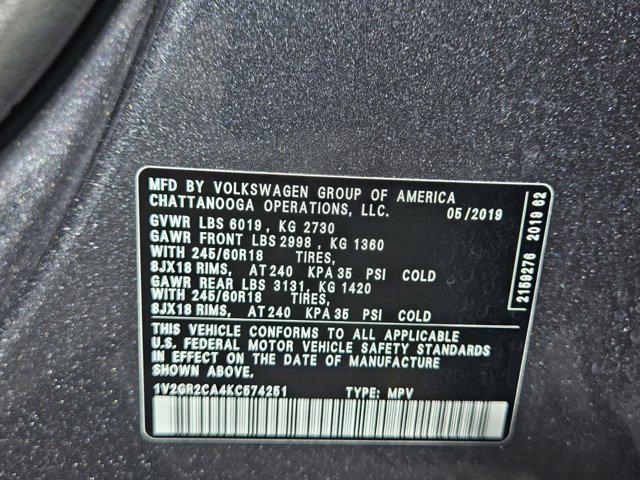 MFD BY VOLKSWAGEN GROUP OF AMERICA
CHATTANOOGA OPERATIONS, LLC. 05/2019
GVWR LBS 6019 , KG 2730
GAWR FRONT LBS 2998 , KG 1360
WITH 245/60R18 TIRES,
8JX18 RIMS, AT 240 KPA 35 PSI COLD
GAWR REAR LBS 3131, KG 1420
WITH 245/60R18 TIRES,
8JX18 RIMS, AT 240 KPA 35 PSI COLD
THIS VEHICLE CONFORMS TO ALL APPLICABLE
U.S. FEDERAL MOTOR VEHICLE SAFETY STANDARDS
IN EFFECT ON THE DATE OF MANUFACTURE
SHOWN ABOVE.
1V2GR2CA4KC574251 TYPE: MPV
2159276 2019 62